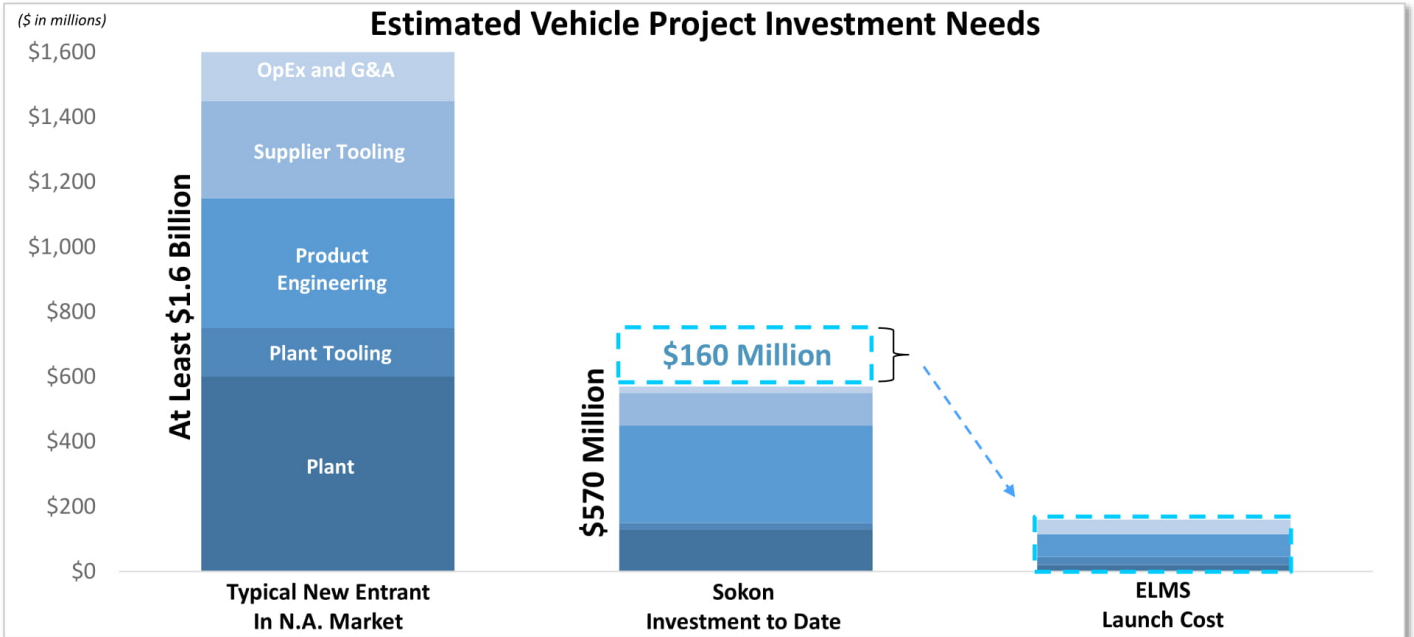 ($ in millions)
Estimated Vehicle Project Investment Needs
$1,600
$1,400
$1,200
$1,000
$800
$600
$400
$200
$0
At Least $1.6 Billion
OpEx and G&A
Supplier Tooling
Product
Engineering
Plant Tooling
Plant
$570 Million
$160 Million
Typical New Entrant
In N.A. Market
Sokon
Investment to Date
ELMS
Launch Cost